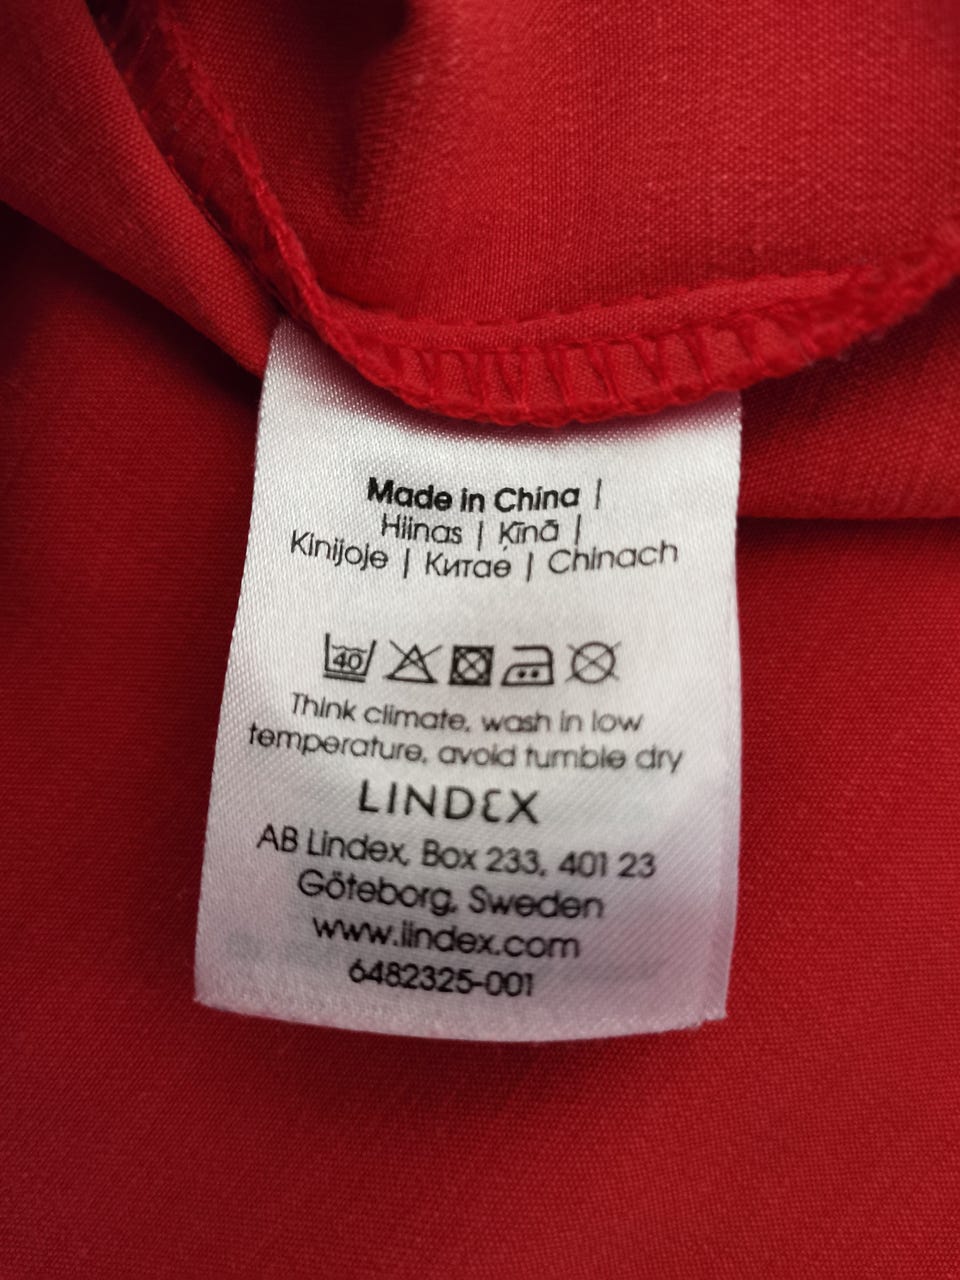 Made in China |
Hiinas | Ķīnā |
Kinijoje | Китае | Chinach
40
Think climate, wash in low
temperature, avoid tumble dry
LINDEX
AB Lindex, Box 233, 401 23
Göteborg, Sweden
www.lindex.com
6482325-001